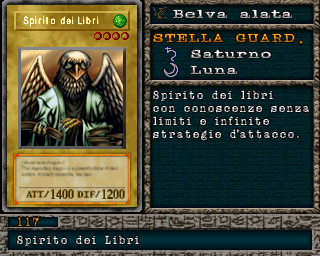 Spirito dei Libri
ATT/1400 DIF/1200
Belva alata
STELLA GUARD.
Saturno
Luna
Spirito dei libri
con conoscenze senza
limiti e infinite
strategie d'attacco.
117
Spirito dei Libri